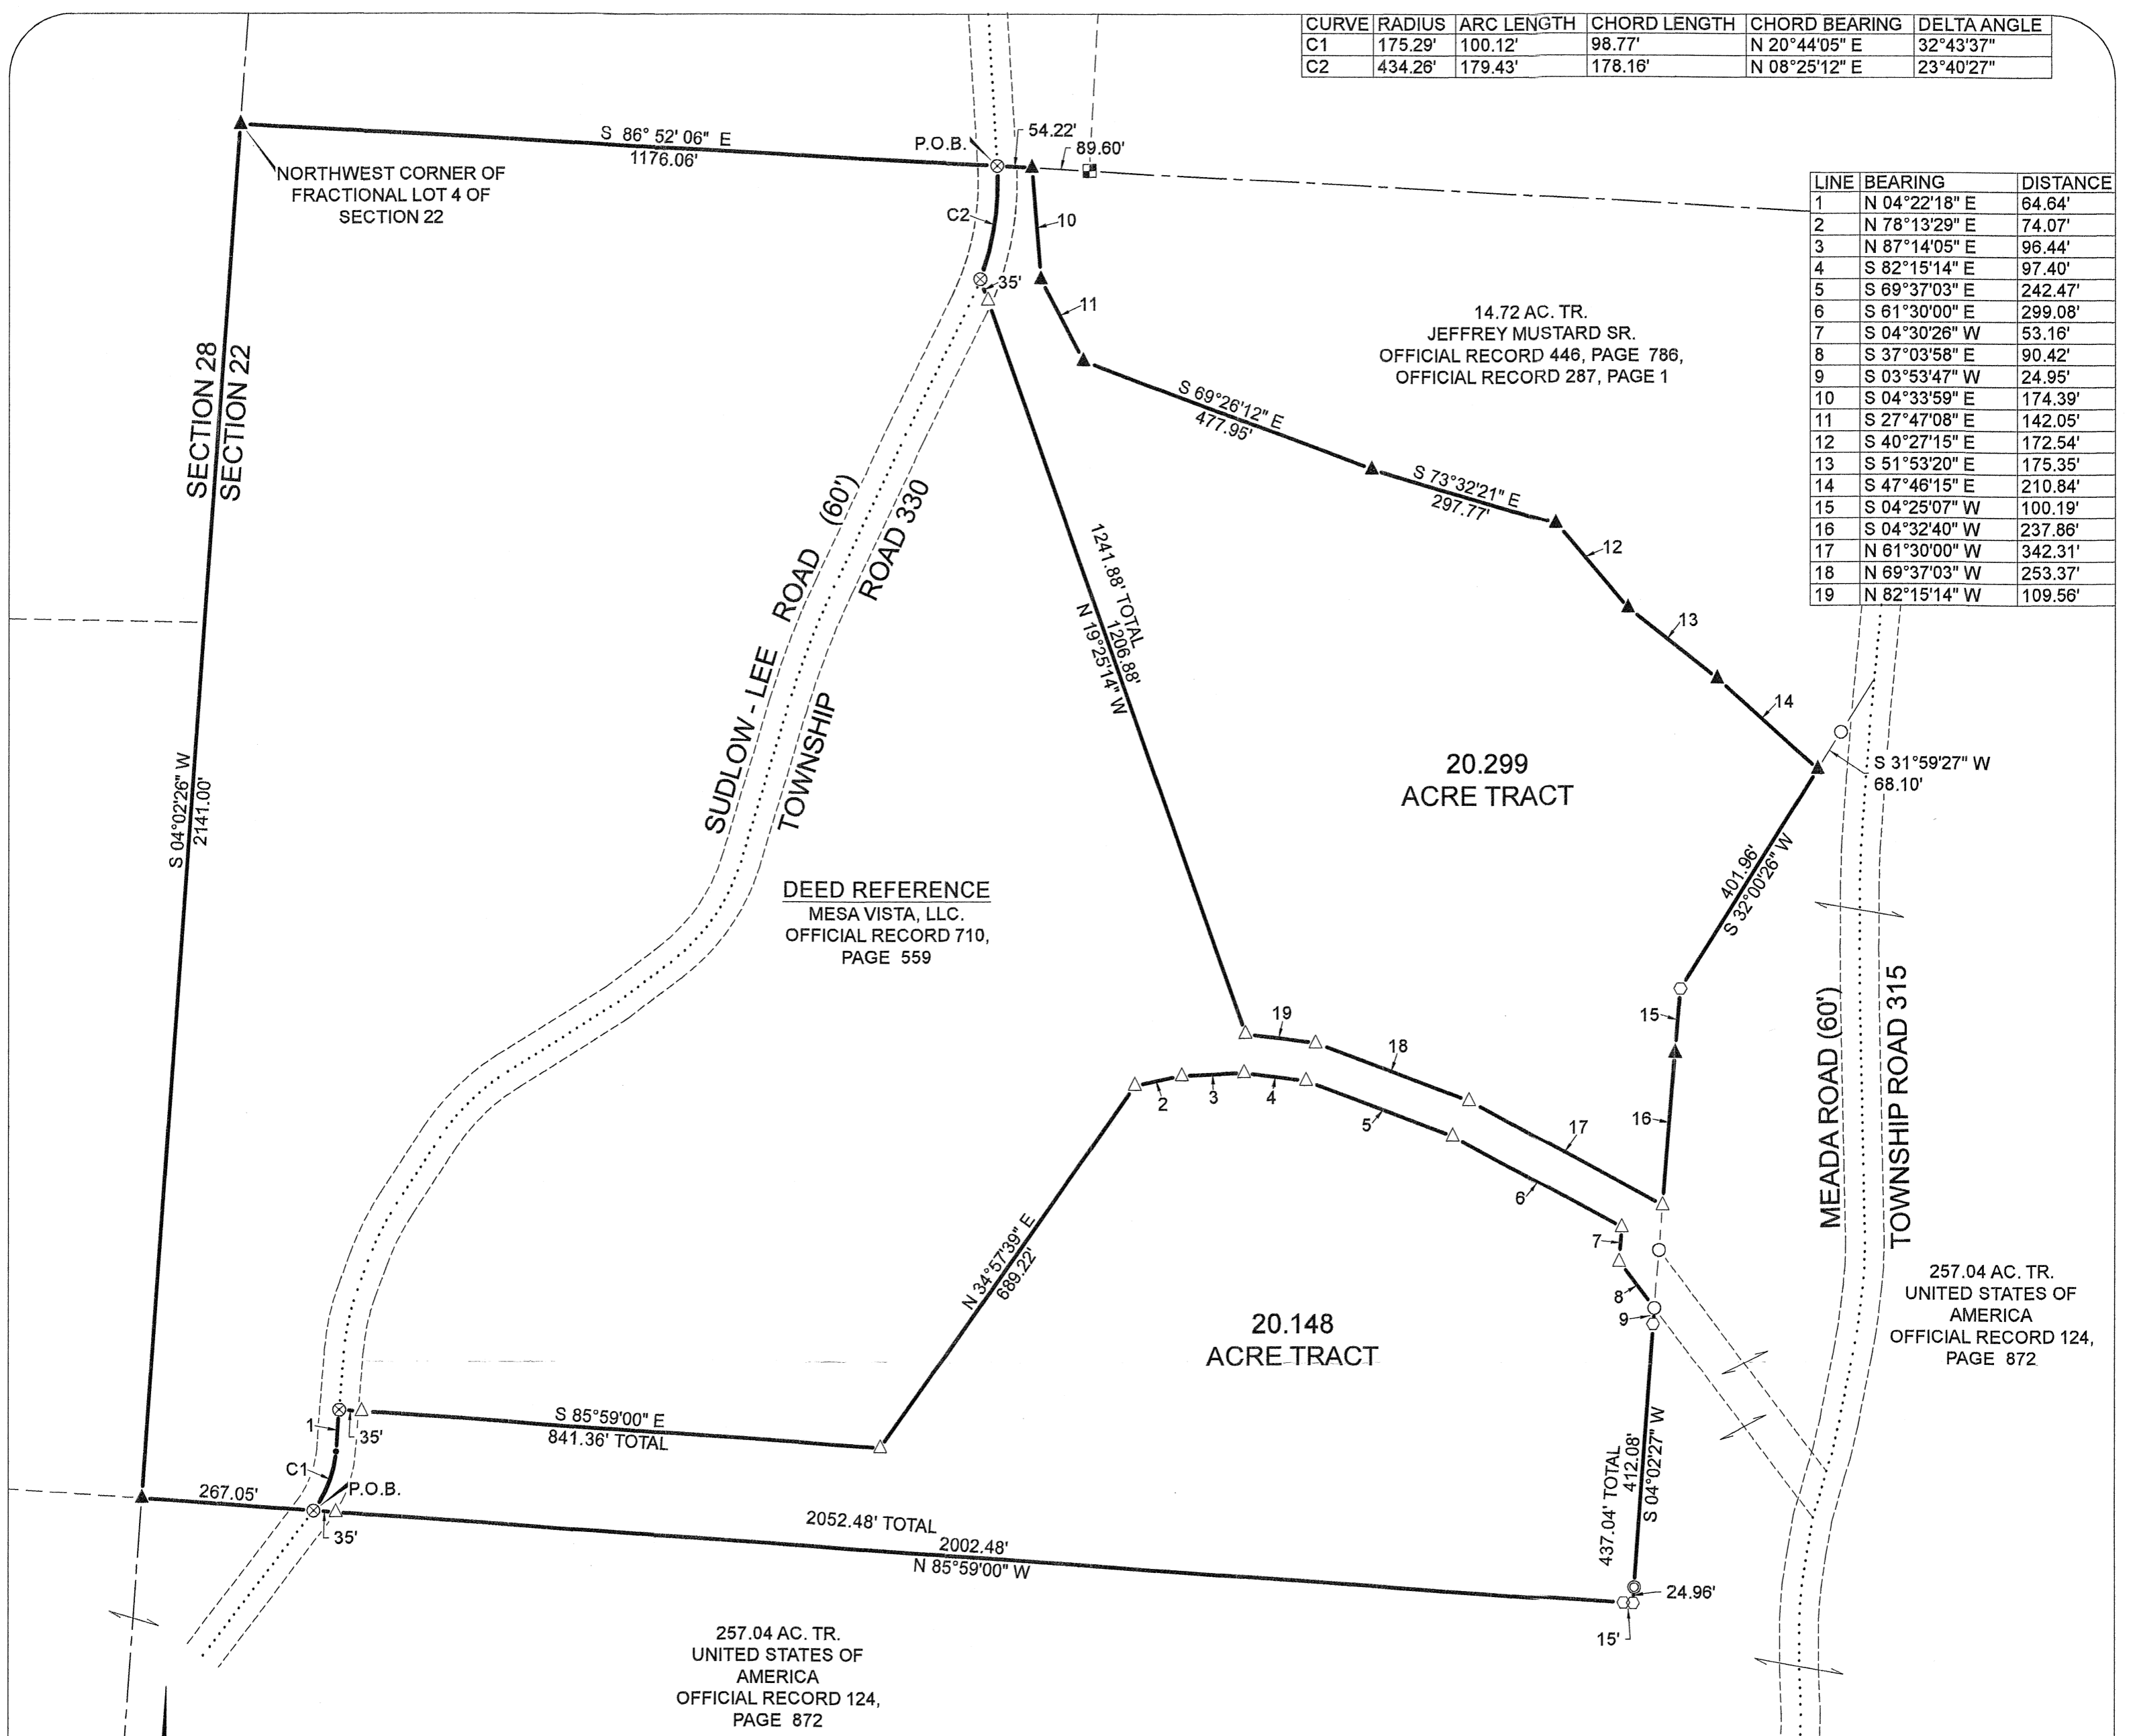 CURVE RADIUS ARC LENGTH CHORD LENGTH CHORD BEARING DELTA ANGLE
C1 175.29' 100.12' 98.77' N 20°44'05" E 32°43'37"
C2 434.26' 179.43' 178.16' N 08°25'12" E 23°40'27"
LINE BEARING DISTANCE
1 N 04°22'18" E 64.64'
2 N 78°13'29" E 74.07'
3 N 87°14'05" E 96.44'
4 S 82°15'14" E 97.40'
5 S 69°37'03" E 242.47'
6 S 61°30'00" E 299.08'
7 S 04°30'26" W 53.16'
8 S 37°03'58" E 90.42'
9 S 03°53'47" W 24.95'
10 S 04°33'59" E 174.39'
11 S 27°47'08" E 142.05'
12 S 40°27'15" E 172.54'
13 S 51°53'20" E 175.35'
14 S 47°46'15" E 210.84'
15 S 04°25'07" W 100.19'
16 S 04°32'40" W 237.86'
17 N 61°30'00" W 342.31'
18 N 69°37'03" W 253.37'
19 N 82°15'14" W 109.56'
S 86° 52' 06" E
1176.06'
P.O.B.
54.22'
89.60'
NORTHWEST CORNER OF
FRACTIONAL LOT 4 OF
SECTION 22
C2
10
35'
11
14.72 AC. TR.
JEFFREY MUSTARD SR.
OFFICIAL RECORD 446, PAGE 786,
OFFICIAL RECORD 287, PAGE 1
SECTION 28
SECTION 22
S 69°26'12" E
477.95'
S 73°32'21" E
297.77'
12
13
14
SUDLOW - LEE ROAD (60')
TOWNSHIP ROAD 330
1241.88' TOTAL
1206.88'
N 19°25'14" W
20.299
ACRE TRACT
S 31°59'27" W
68.10'
S 04°02'26" W
2141.00'
401.96'
S 32°00'26" W
DEED REFERENCE
MESA VISTA, LLC.
OFFICIAL RECORD 710,
PAGE 559
15
16
19
18
17
2
3
4
5
6
7
8
9
MEADA ROAD (60')
TOWNSHIP ROAD 315
N 34°57'39" E
689.22'
20.148
ACRE TRACT
257.04 AC. TR.
UNITED STATES OF
AMERICA
OFFICIAL RECORD 124,
PAGE 872
1
35'
S 85°59'00" E
841.36' TOTAL
C1
P.O.B.
267.05'
35'
2052.48' TOTAL
2002.48'
N 85°59'00" W
437.04' TOTAL
412.08'
S 04°02'27" W
24.96'
15'
257.04 AC. TR.
UNITED STATES OF
AMERICA
OFFICIAL RECORD 124,
PAGE 872